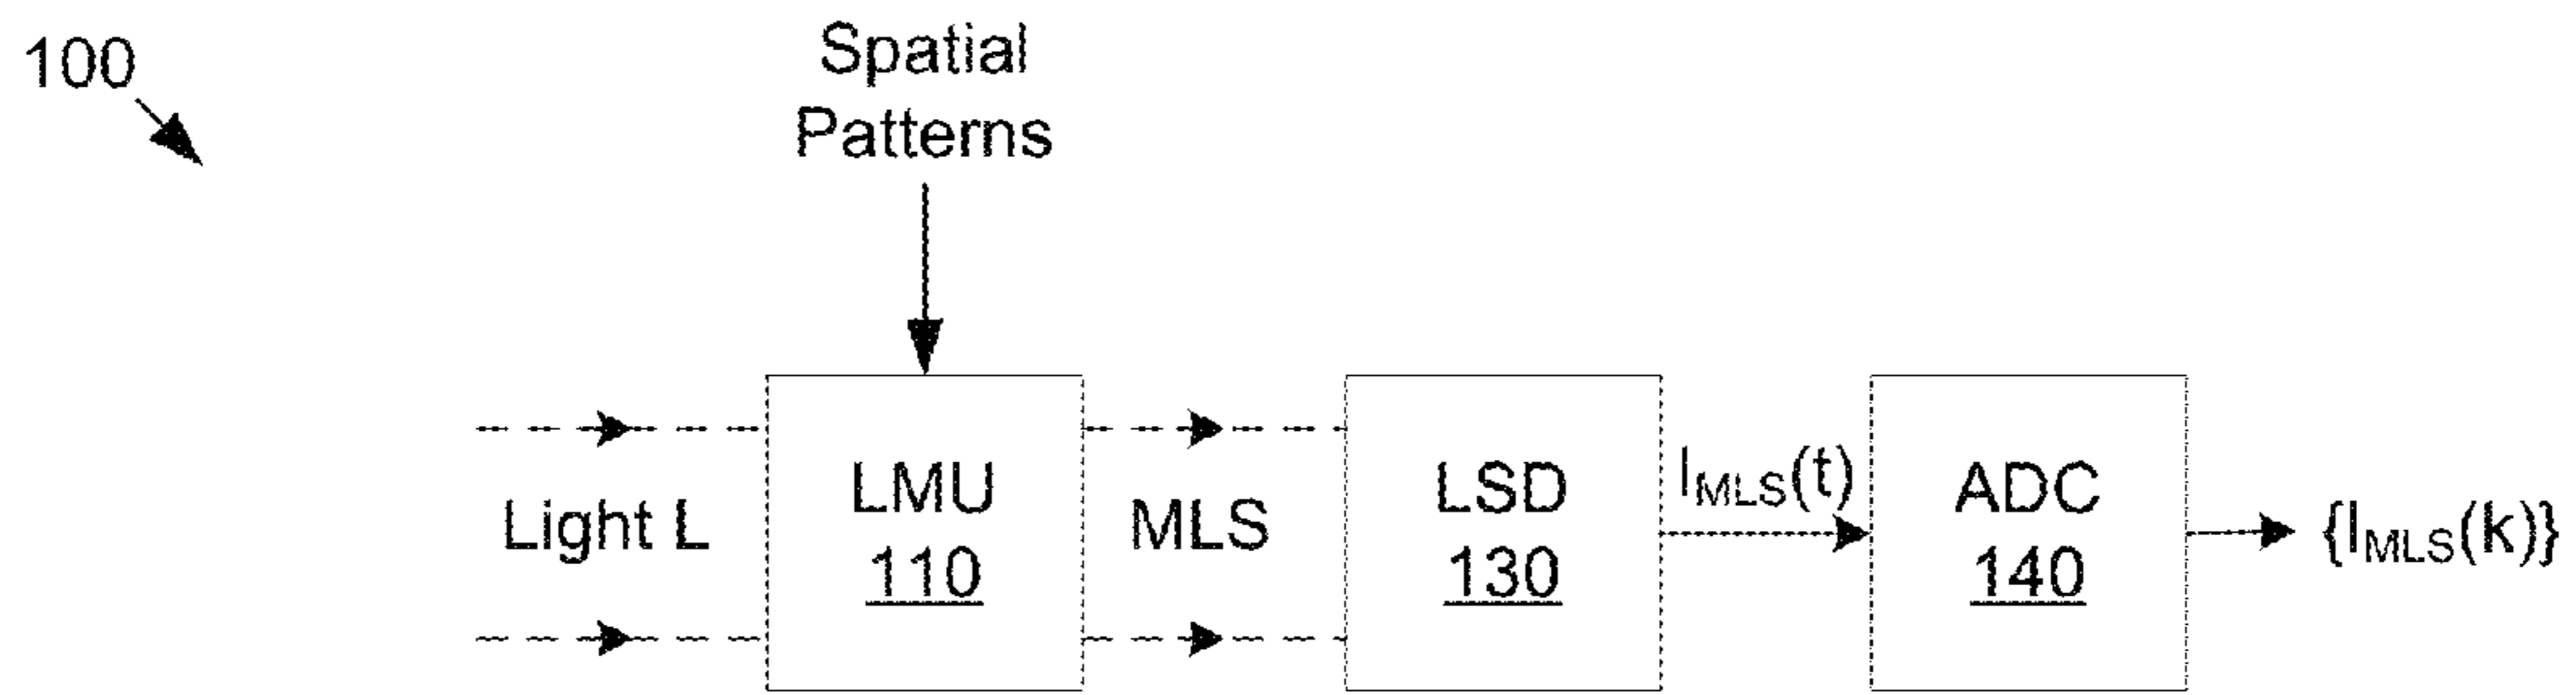 100
Spatial
Patterns
Light L
LMU
110
MLS
LSD
130
I_MLS(t)
ADC
140
{I_MLS(k)}